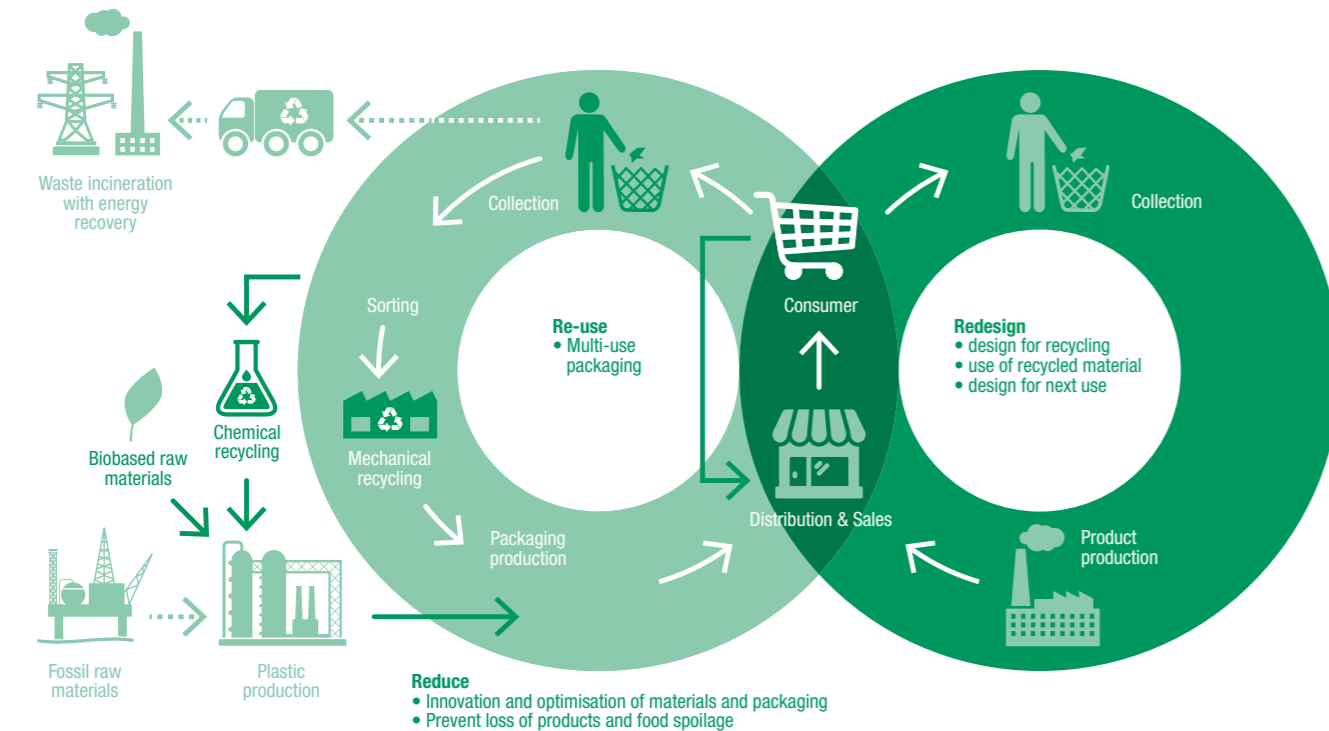 Waste incineration
with energy
recovery
Collection
Collection
Sorting
Consumer
Re-use
• Multi-use
packaging
Redesign
• design for recycling
• use of recycled material
• design for next use
Chemical
recycling
Biobased raw
materials
Mechanical
recycling
Distribution & Sales
Packaging
production
Product
production
Fossil raw
materials
Plastic
production
Reduce
• Innovation and optimisation of materials and packaging
• Prevent loss of products and food spoilage